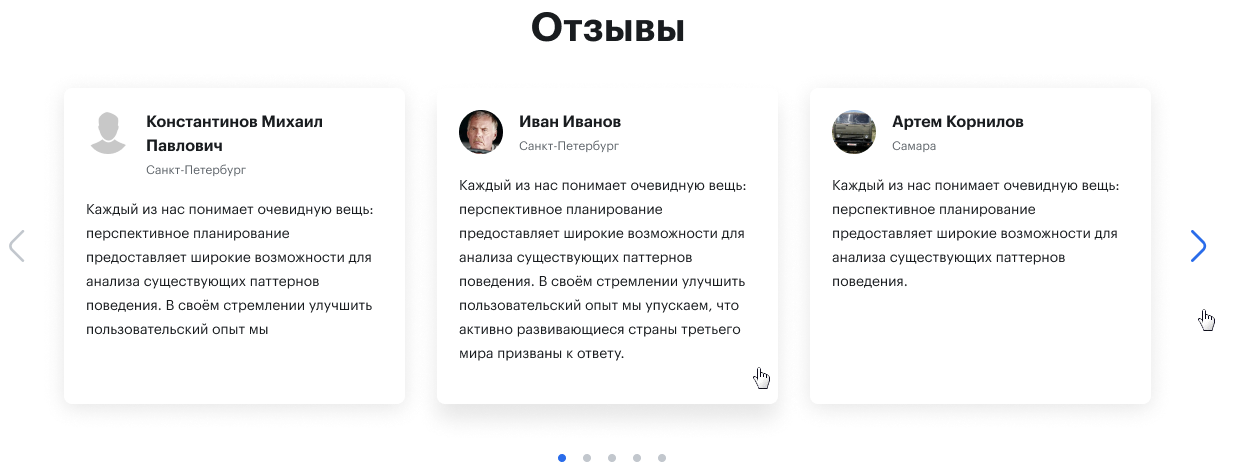 Отзывы
Константинов Михаил
Павлович
Санкт-Петербург
Каждый из нас понимает очевидную вещь:
перспективное планирование
предоставляет широкие возможности для
анализа существующих паттернов
поведения. В своём стремлении улучшить
пользовательский опыт мы
Иван Иванов
Санкт-Петербург
Каждый из нас понимает очевидную вещь:
перспективное планирование
предоставляет широкие возможности для
анализа существующих паттернов
поведения. В своём стремлении улучшить
пользовательский опыт мы упускаем, что
активно развивающиеся страны третьего
мира призваны к ответу.
Артем Корнилов
Самара
Каждый из нас понимает очевидную вещь:
перспективное планирование
предоставляет широкие возможности для
анализа существующих паттернов
поведения.